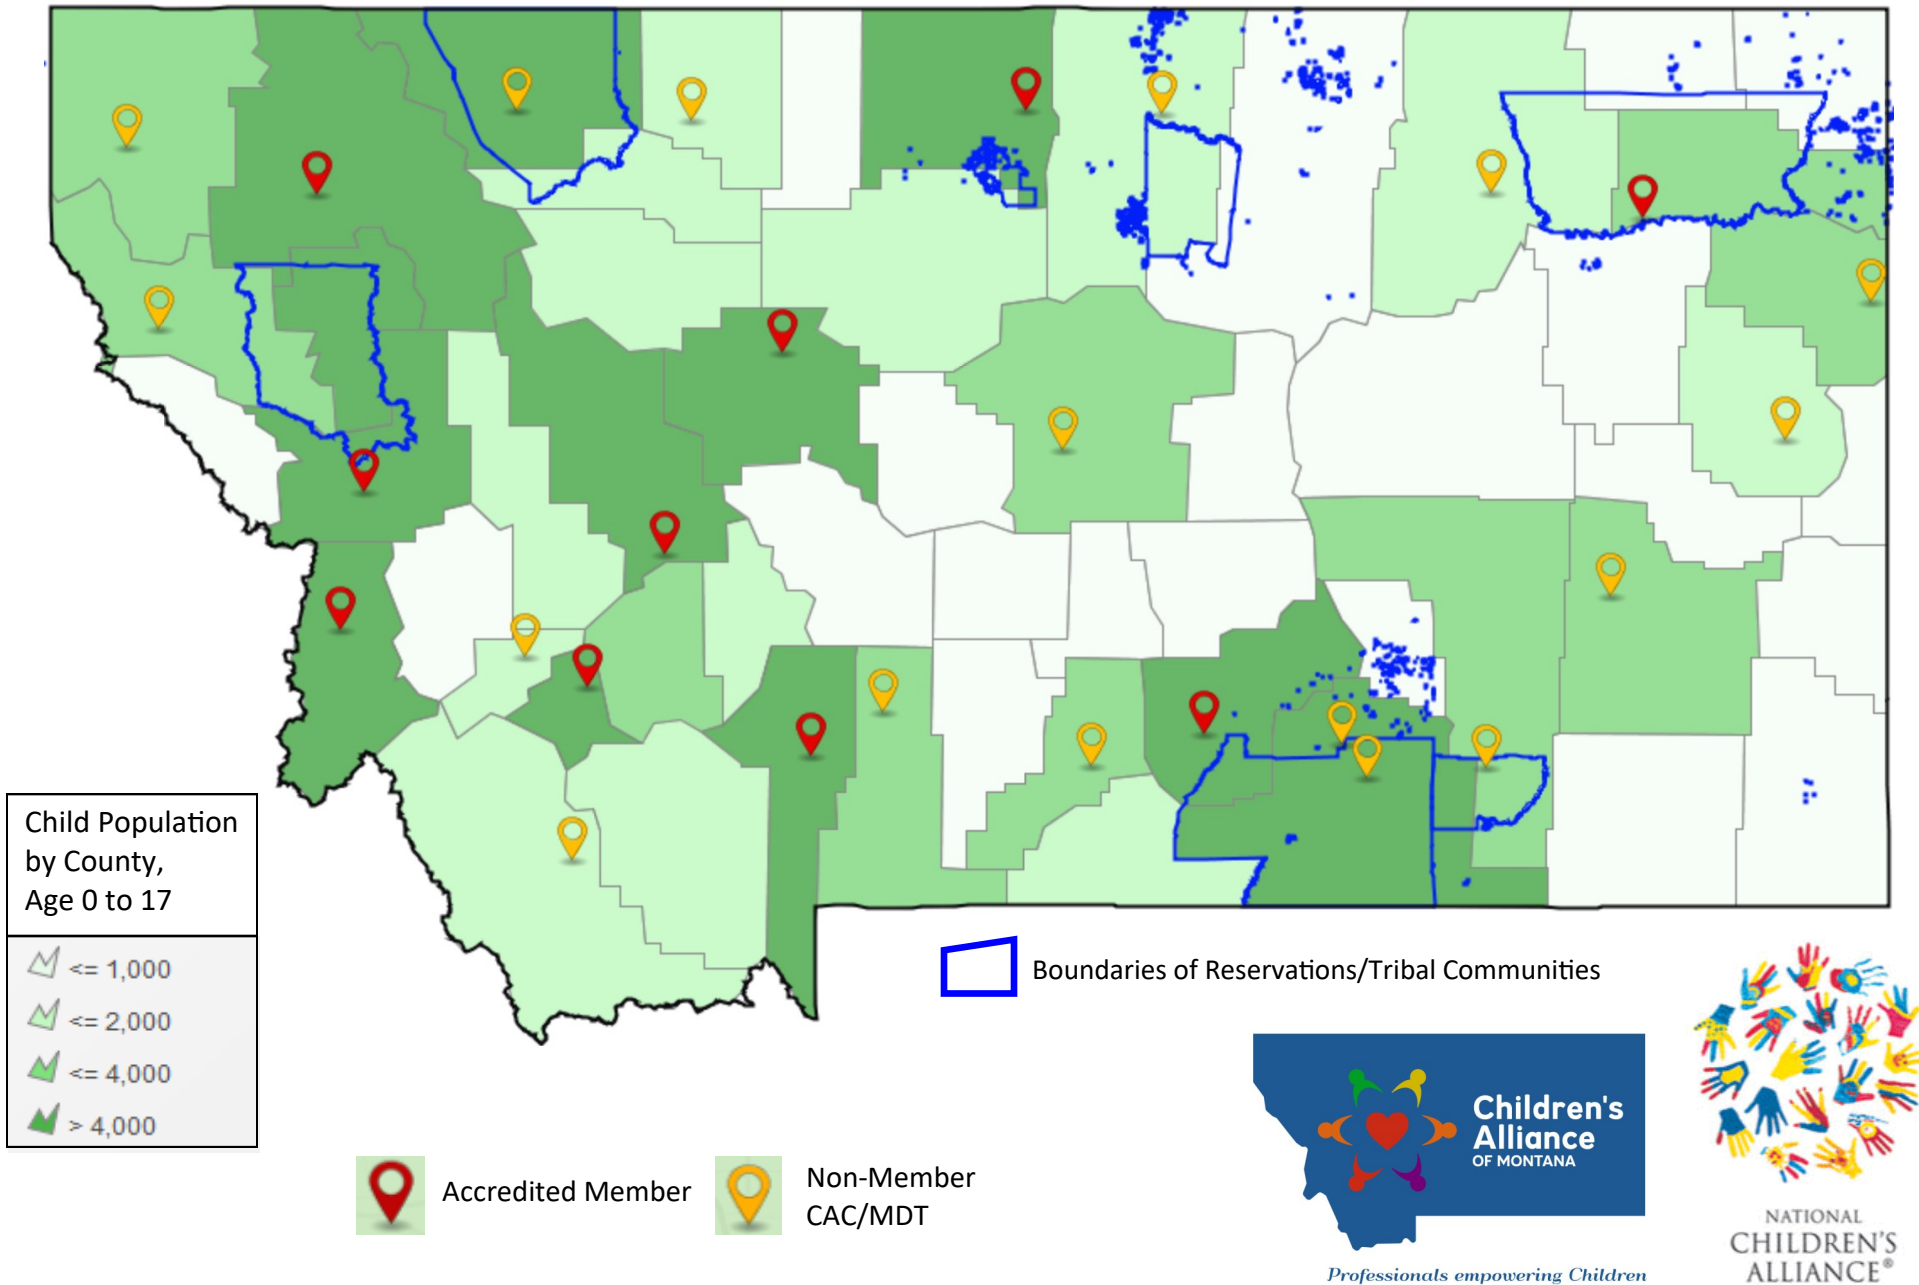 Child Population
by County,
Age 0 to 17
<= 1,000
<= 2,000
<= 4,000
> 4,000
Boundaries of Reservations/Tribal Communities
Accredited Member
Non-Member
CAC/MDT
Children's
Alliance
OF MONTANA
Professionals empowering Children
NATIONAL
CHILDREN'S
ALLIANCE®